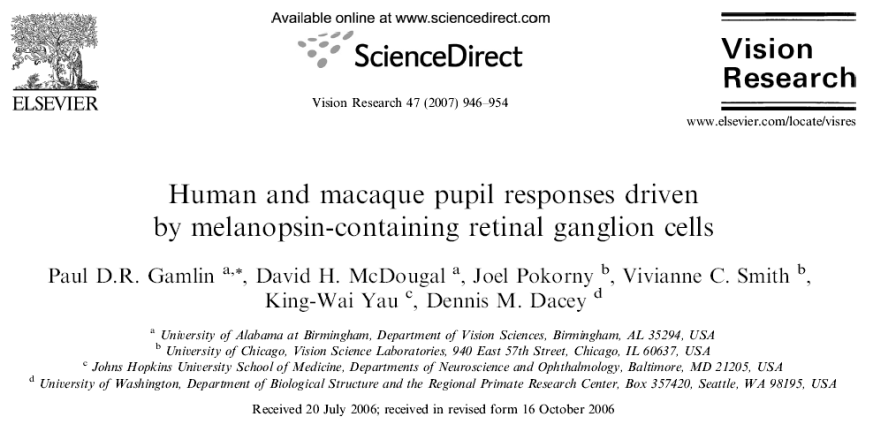 Available online at www.sciencedirect.com
ScienceDirect
ELSEVIER
Vision Research 47 (2007) 946–954
Vision
Research
www.elsevier.com/locate/visres
Human and macaque pupil responses driven
by melanopsin-containing retinal ganglion cells
Paul D.R. Gamlin a,*, David H. McDougal a, Joel Pokorny b, Vivianne C. Smith b,
King-Wai Yau c, Dennis M. Dacey d
a University of Alabama at Birmingham, Department of Vision Sciences, Birmingham, AL 35294, USA
b University of Chicago, Vision Science Laboratories, 940 East 57th Street, Chicago, IL 60637, USA
c Johns Hopkins University School of Medicine, Departments of Neuroscience and Ophthalmology, Baltimore, MD 21205, USA
d University of Washington, Department of Biological Structure and the Regional Primate Research Center, Box 357420, Seattle, WA 98195, USA
Received 20 July 2006; received in revised form 16 October 2006